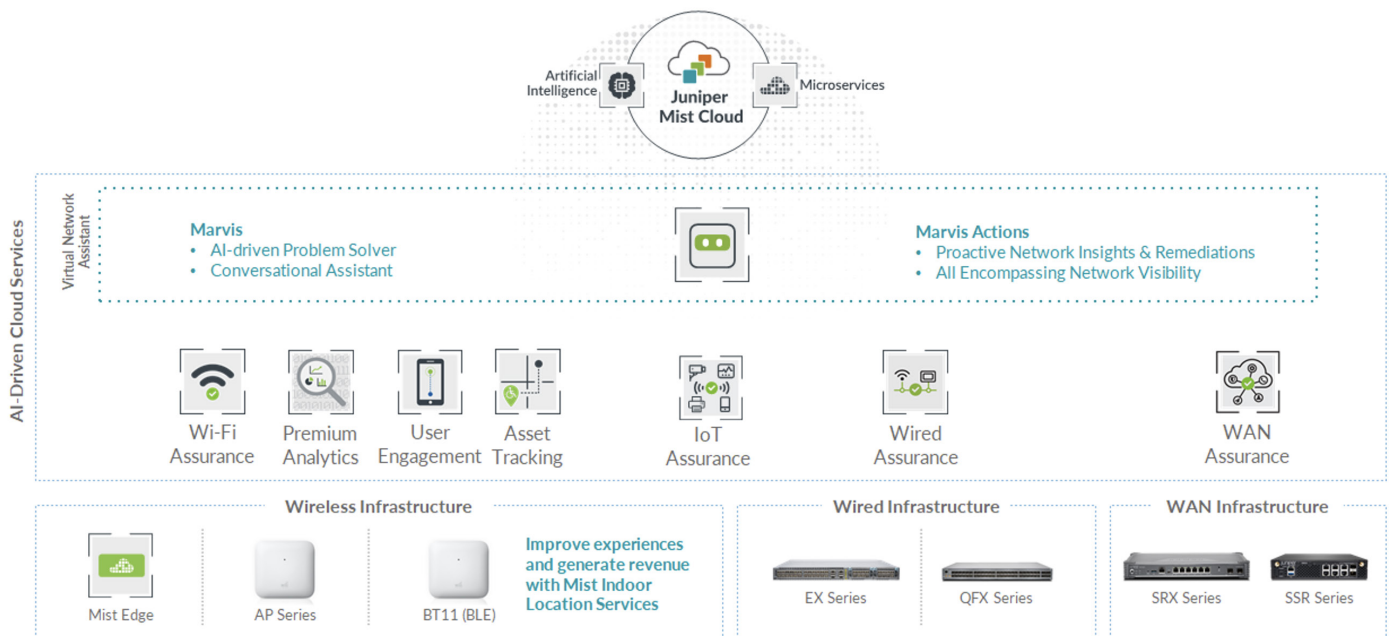 Artificial
Intelligence
Juniper
Mist Cloud
Microservices
AI-Driven Cloud Services
Virtual Network
Assistant
Marvis
• AI-driven Problem Solver
• Conversational Assistant
Marvis Actions
• Proactive Network Insights & Remediations
• All Encompassing Network Visibility
Wi-Fi
Assurance
Premium
Analytics
User
Engagement
Asset
Tracking
IoT
Assurance
Wired
Assurance
WAN
Assurance
Wireless Infrastructure
Mist Edge
AP Series
BT11 (BLE)
Improve experiences
and generate revenue
with Mist Indoor
Location Services
Wired Infrastructure
EX Series
QFX Series
WAN Infrastructure
SRX Series
SSR Series